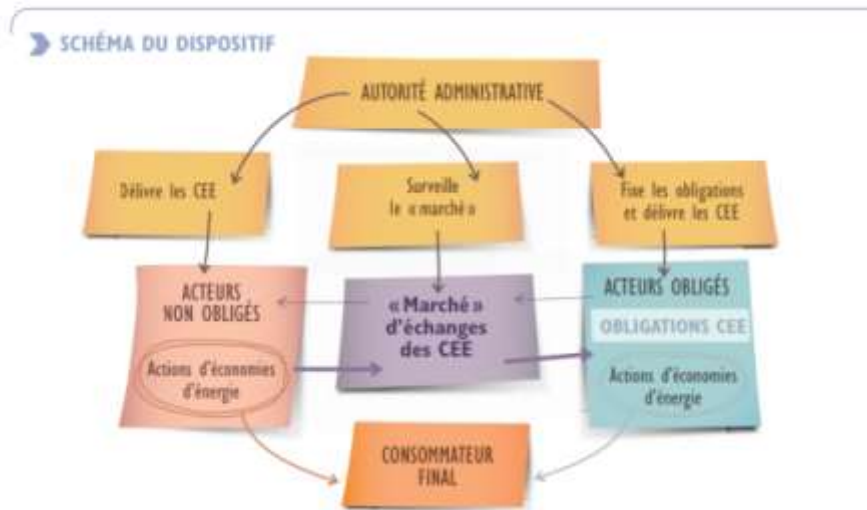 SCHÉMA DU DISPOSITIF
AUTORITÉ ADMINISTRATIVE
Délivre les CEE
Surveille
le « marché »
Fixe les obligations
et délivre les CEE
ACTEURS
NON OBLIGÉS
« Marché »
d'échanges
des CEE
ACTEURS OBLIGÉS
OBLIGATIONS CEE
Actions d'économies
d'énergie
Actions d'économies
d'énergie
CONSOMMATEUR
FINAL